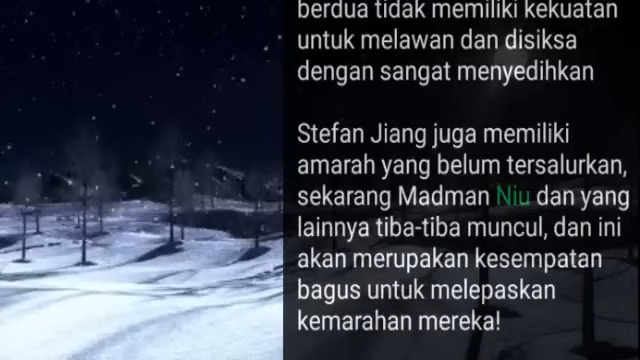 berdua tidak memiliki kekuatan
untuk melawan dan disiksa
dengan sangat menyedihkan
Stefan Jiang juga memiliki
amarah yang belum tersalurkan,
sekarang Madman Niu dan yang
lainnya tiba-tiba muncul, dan ini
akan merupakan kesempatan
bagus untuk melepaskan
kemarahan mereka!